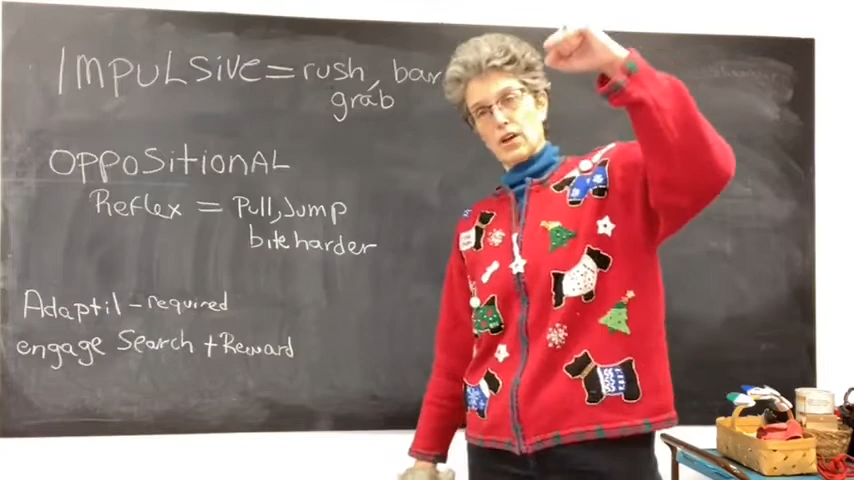 IMPULSIVE = rush, bar
grab
OPPOSITIONAL
Reflex = Pull, Jump
bite harder
Adaptil - required
engage Search + Reward